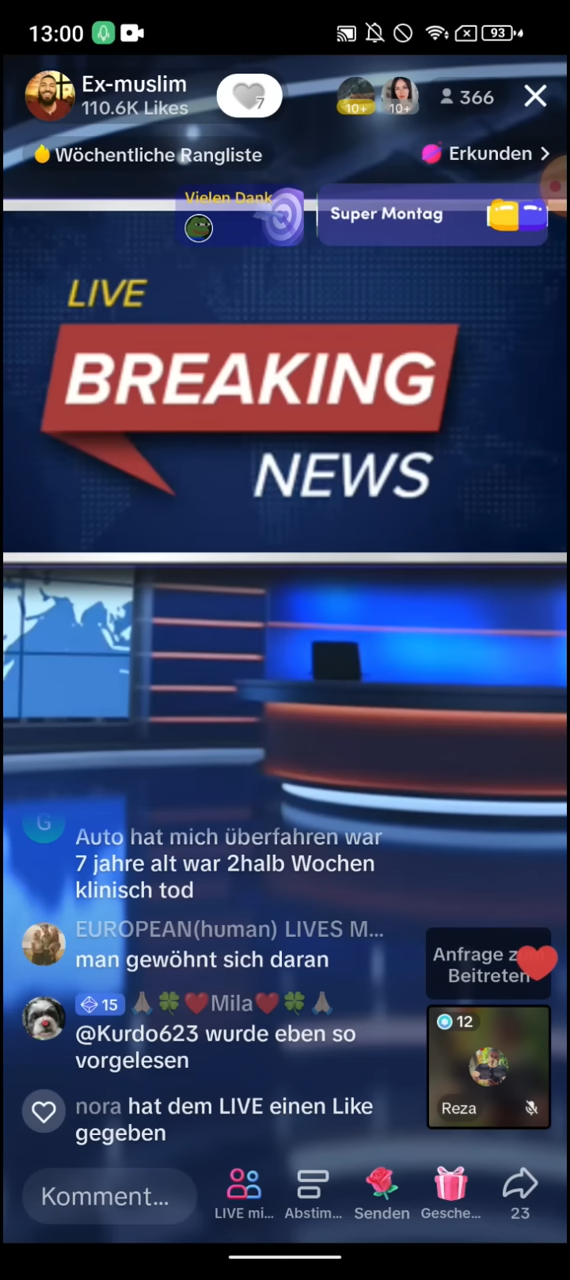 13:00
93
Ex-muslim
110.6K Likes
7
10+
10+
366
Wöchentliche Rangliste
Erkunden
Vielen Dank
Super Montag
LIVE
BREAKING
NEWS
G
Auto hat mich überfahren war
7 jahre alt war 2halb Wochen
klinisch tod
EUROPEAN(human) LIVES M...
man gewöhnt sich daran
15 🙏🍀❤️Mila❤️🍀🙏
@Kurdo623 wurde eben so
vorgelesen
nora hat dem LIVE einen Like
gegeben
Anfrage
Beitreten
12
Reza
Komment...
LIVE mi...
Abstim...
Senden
Gesche...
23